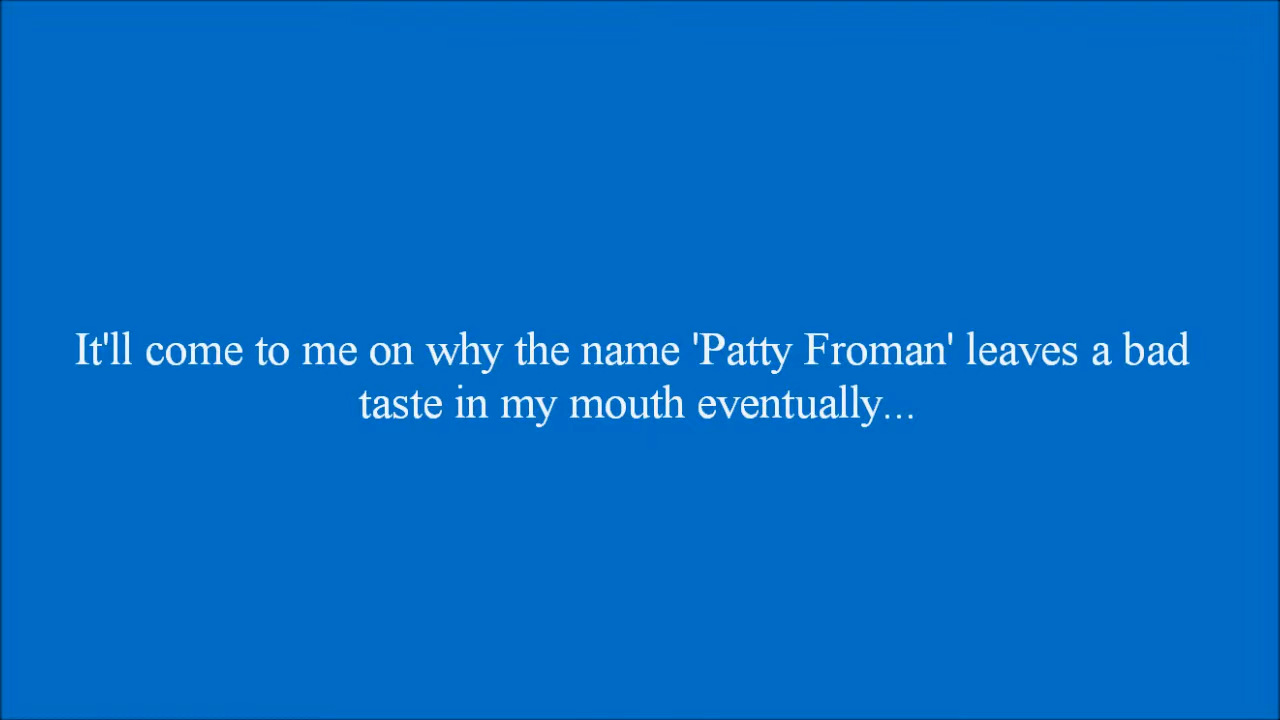 It'll come to me on why the name 'Patty Froman' leaves a bad
taste in my mouth eventually...